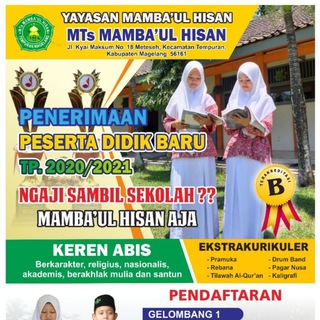 YAYASAN MAMBA'UL HISAN
MTs MAMBA'UL HISAN
Jl. Kyai Maksum No. 18 Meteseh, Kecamatan Tempuran,
Kabupaten Magelang 56161
PENERIMAAN
PESERTA DIDIK BARU
TP. 2020/2021
NGAJI SAMBIL SEKOLAH ??
MAMBA'UL HISAN AJA
TERAKREDITASI
B
KEREN ABIS
Berkarakter, religius, nasionalis,
akademis, berakhlak mulia dan santun
EKSTRAKURIKULER
- Pramuka
- Rebana
- Tilawah Al-Qur'an
- Drum Band
- Pagar Nusa
- Kaligrafi
PENDAFTARAN
GELOMBANG 1